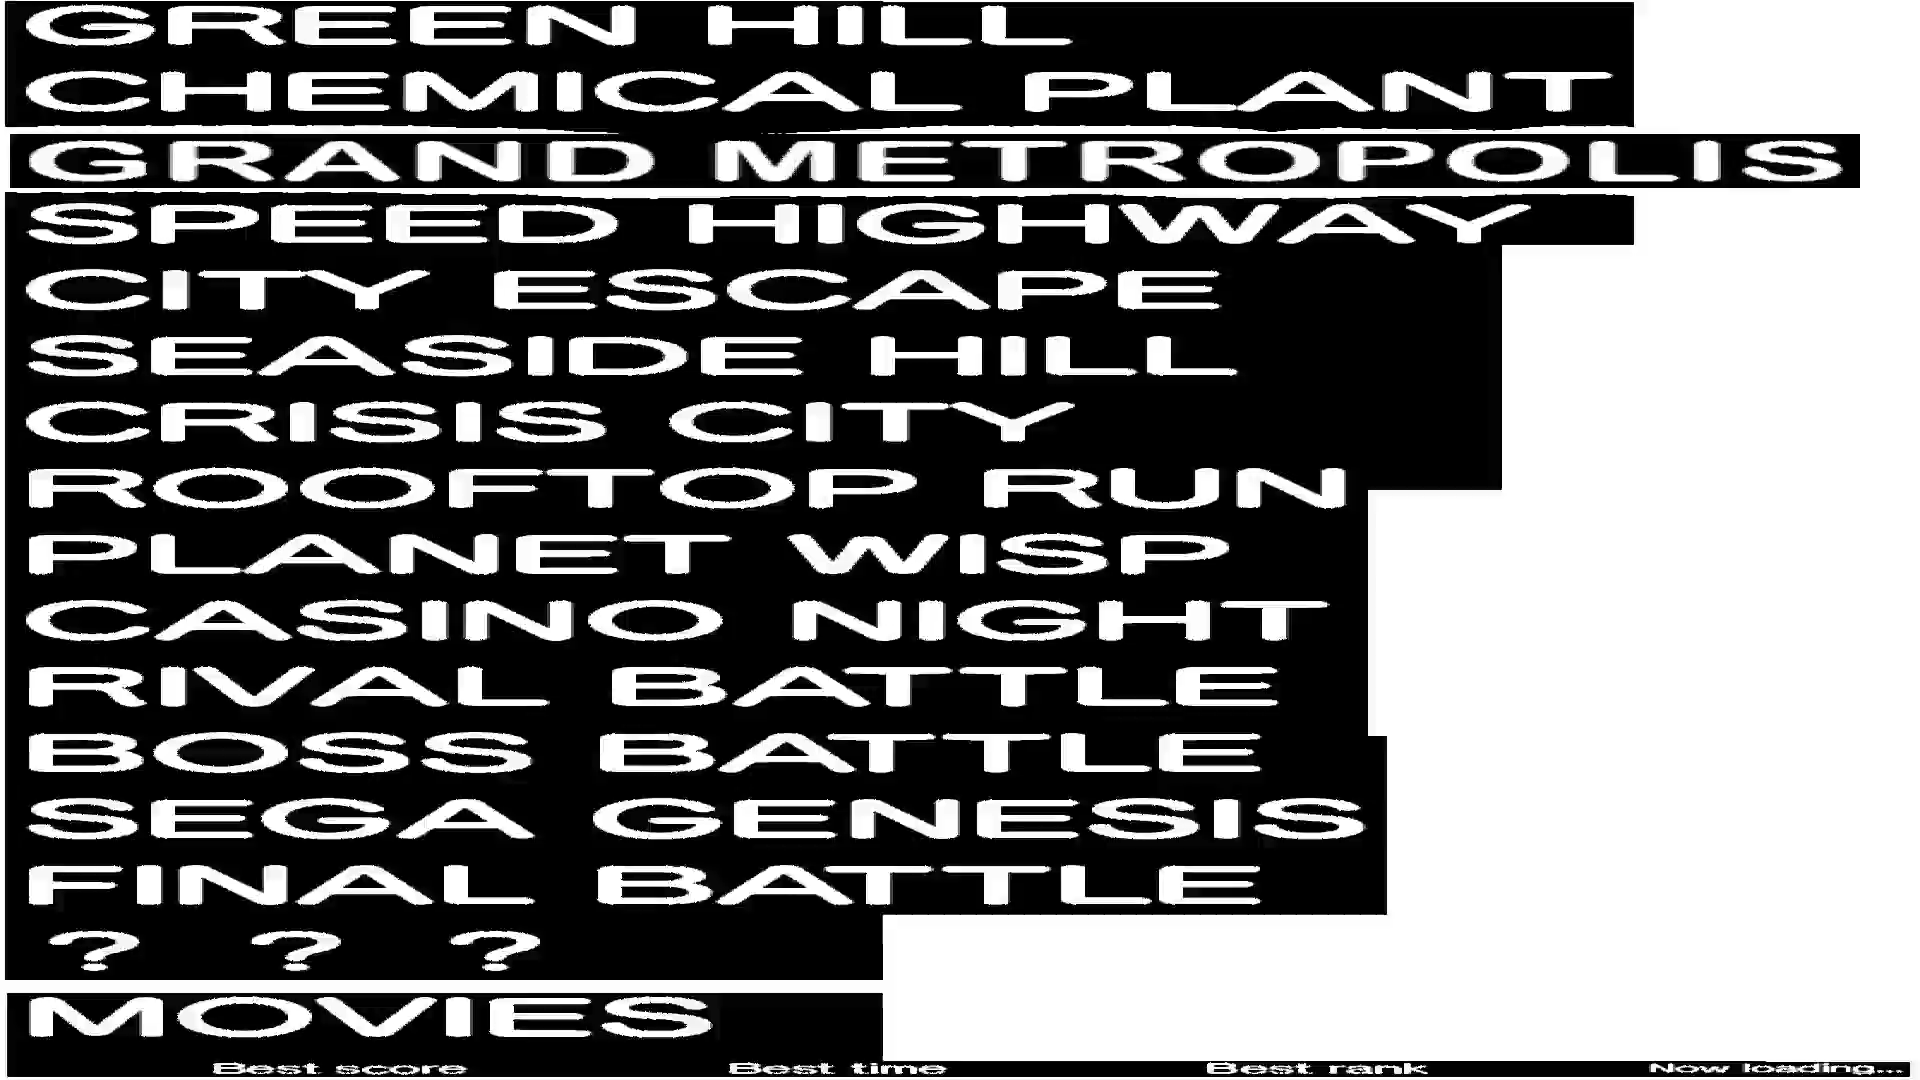 GREEN HILL
CHEMICAL PLANT
GRAND METROPOLIS
SPEED HIGHWAY
CITY ESCAPE
SEASIDE HILL
CRISIS CITY
ROOFTOP RUN
PLANET WISP
CASINO NIGHT
RIVAL BATTLE
BOSS BATTLE
SEGA GENESIS
FINAL BATTLE
? ? ?
MOVIES
Best score Best time Best rank Now loading...